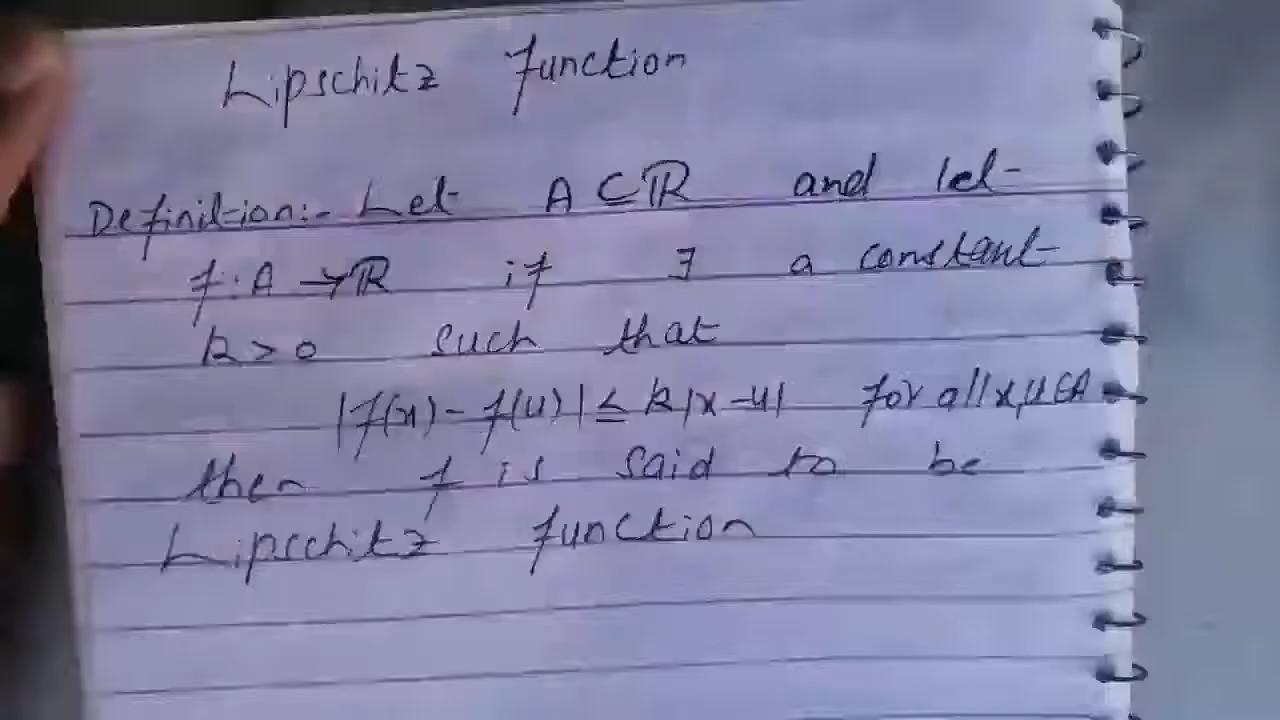 Lipschitz function
Definition:- Let A ⊆ ℝ and let
f : A → ℝ if ∃ a constant
k > 0 such that
|f(x) - f(u)| ≤ k |x - u| for all x, u ∈ A
then f is said to be
Lipschitz function